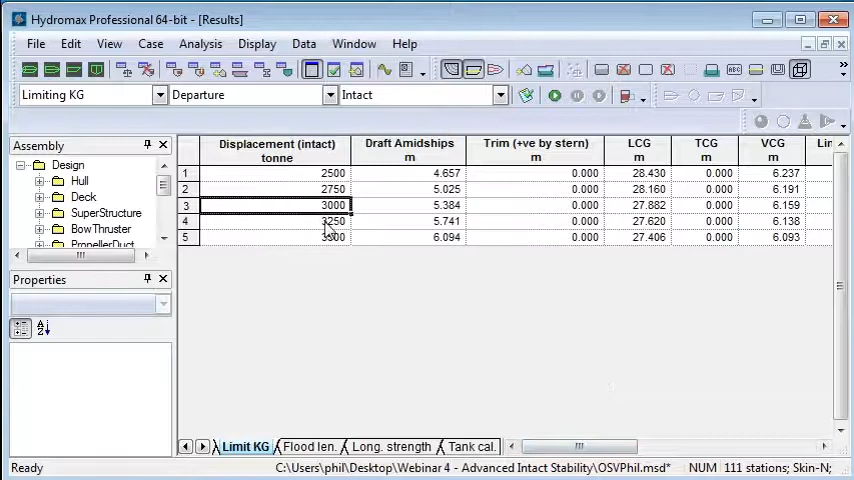 Hydromax Professional 64-bit - [Results]
File Edit View Case Analysis Display Data Window Help
Limiting KG Departure Intact
Assembly
Design
Hull
Deck
SuperStructure
BowThruster
PropellerDuct
Properties
Displacement (intact) tonne Draft Amidships m Trim (+ve by stern) m LCG m TCG m VCG m Lin
1 2500 4.657 0.000 28.430 0.000 6.237
2 2750 5.025 0.000 28.160 0.000 6.191
3 3000 5.384 0.000 27.882 0.000 6.159
4 3250 5.741 0.000 27.620 0.000 6.138
5 3500 6.094 0.000 27.406 0.000 6.093
Limit KG Flood len. Long. strength Tank cal.
Ready C:\Users\phil\Desktop\Webinar 4 - Advanced Intact Stability\OSVPhil.msd* NUM 111 stations; Skin-N;